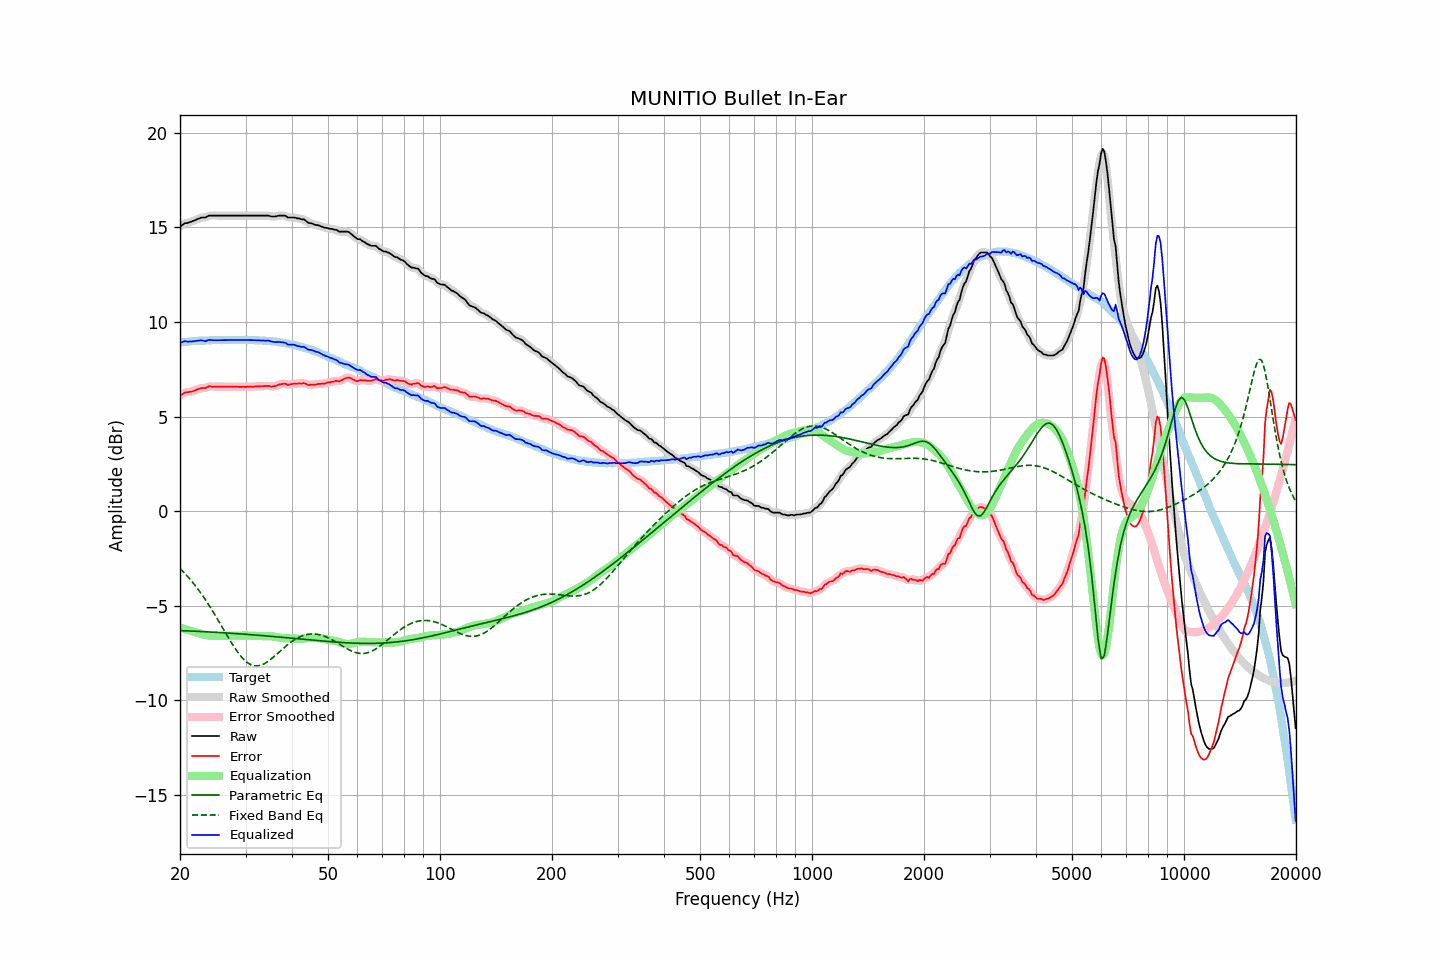 MUNITIO Bullet In-Ear
Amplitude (dBr)
20
15
10
5
0
−5
−10
−15
Target
Raw Smoothed
Error Smoothed
Raw
Error
Equalization
Parametric Eq
Fixed Band Eq
Equalized
20 50 100 200 500 1000 2000 5000 10000 20000
Frequency (Hz)